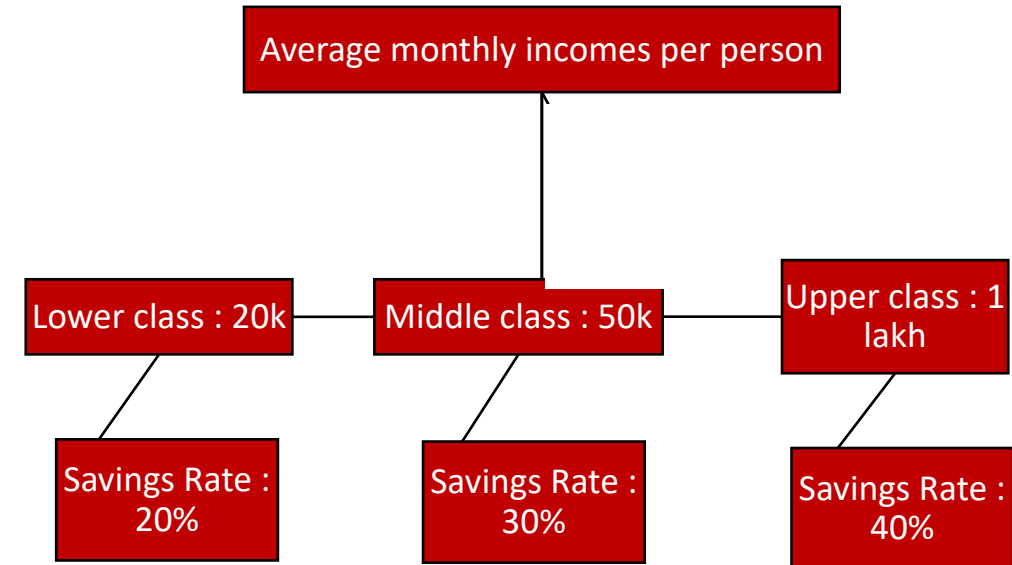 Average monthly incomes per person
Lower class : 20k
Middle class : 50k
Upper class : 1
lakh
Savings Rate :
20%
Savings Rate :
30%
Savings Rate :
40%